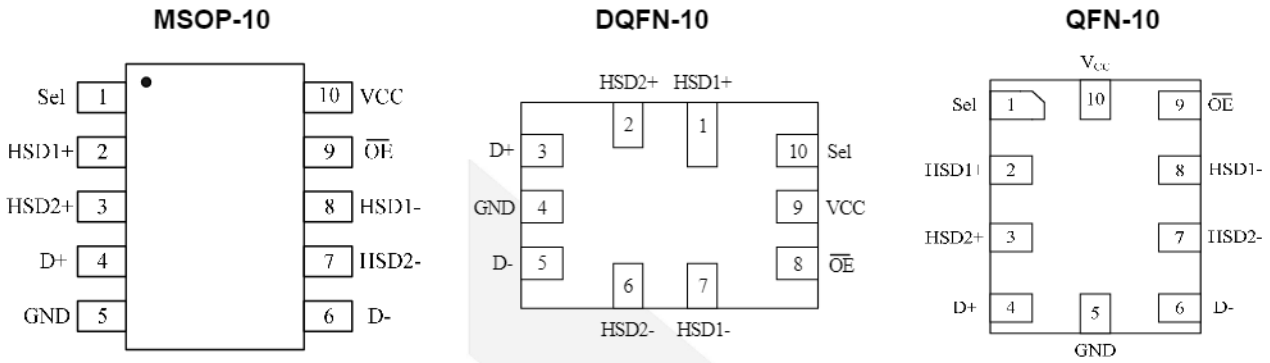 MSOP-10
Sel 1
10 VCC
HSD1+ 2
9 OE
HSD2+ 3
8 HSD1-
D+ 4
7 HSD2-
GND 5
6 D-
DQFN-10
HSD2+ HSD1+
2 1
D+ 3
10 Sel
GND 4
9 VCC
D- 5
8 OE
6 7
HSD2- HSD1-
QFN-10
VCC
Sel 1
10
9 OE
HSD1+ 2
8 HSD1-
HSD2+ 3
7 HSD2-
D+ 4
5
6 D-
GND